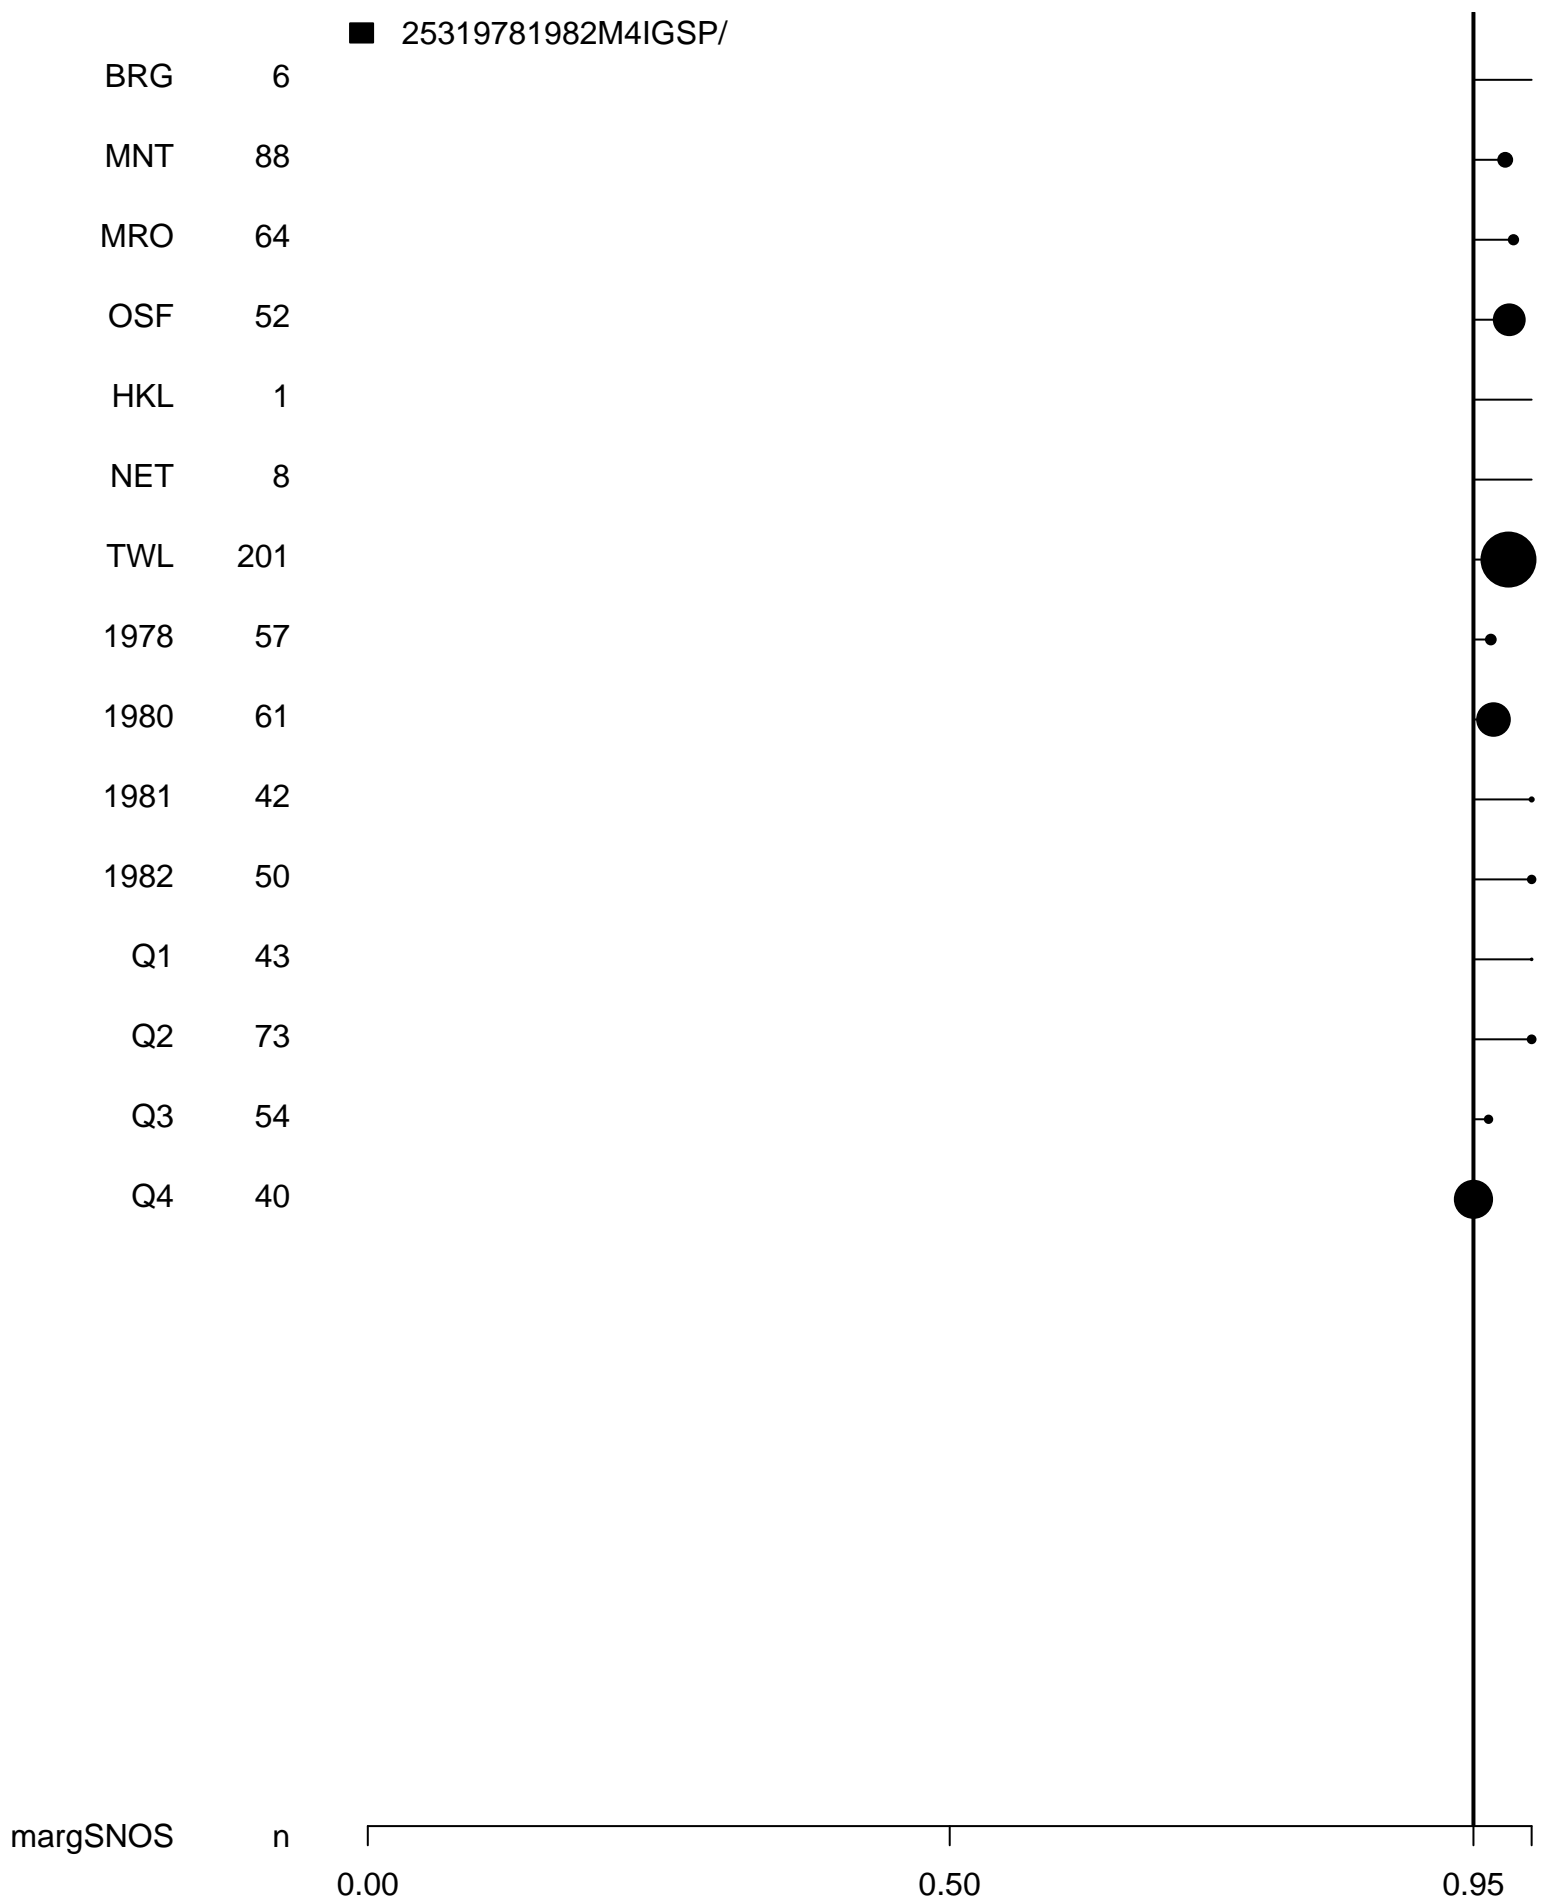 25319781982M4IGSP/
BRG 6
MNT 88
MRO 64
OSF 52
HKL 1
NET 8
TWL 201
1978 57
1980 61
1981 42
1982 50
Q1 43
Q2 73
Q3 54
Q4 40
margSNOS n
0.00 0.50 0.95